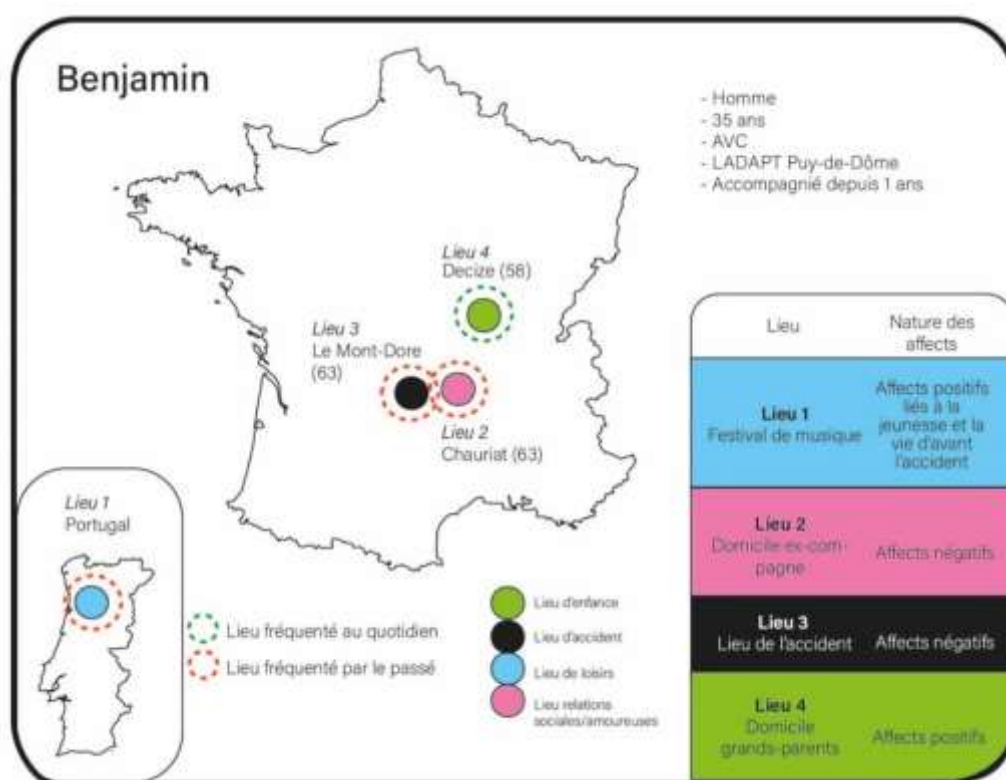 Benjamin
- Homme
- 35 ans
- AVC
- LADAPT Puy-de-Dôme
- Accompagnié depuis 1 ans
Lieu 4
Decize (58)
Lieu 3
Le Mont-Dore
(63)
Lieu 2
Chauriat (63)
Lieu 1
Portugal
Lieu fréquenté au quotidien
Lieu fréquenté par le passé
Lieu d'enfance
Lieu d'accident
Lieu de loisirs
Lieu relations
sociales/amoureuses
Lieu
Nature des
affects
Lieu 1
Festival de musique
Affects positifs
liés à la
jeunesse et la
vie d'avant
l'accident
Lieu 2
Domicile ex-com-
pagne
Affects négatifs
Lieu 3
Lieu de l'accident
Affects négatifs
Lieu 4
Domicile
grands-parents
Affects positifs